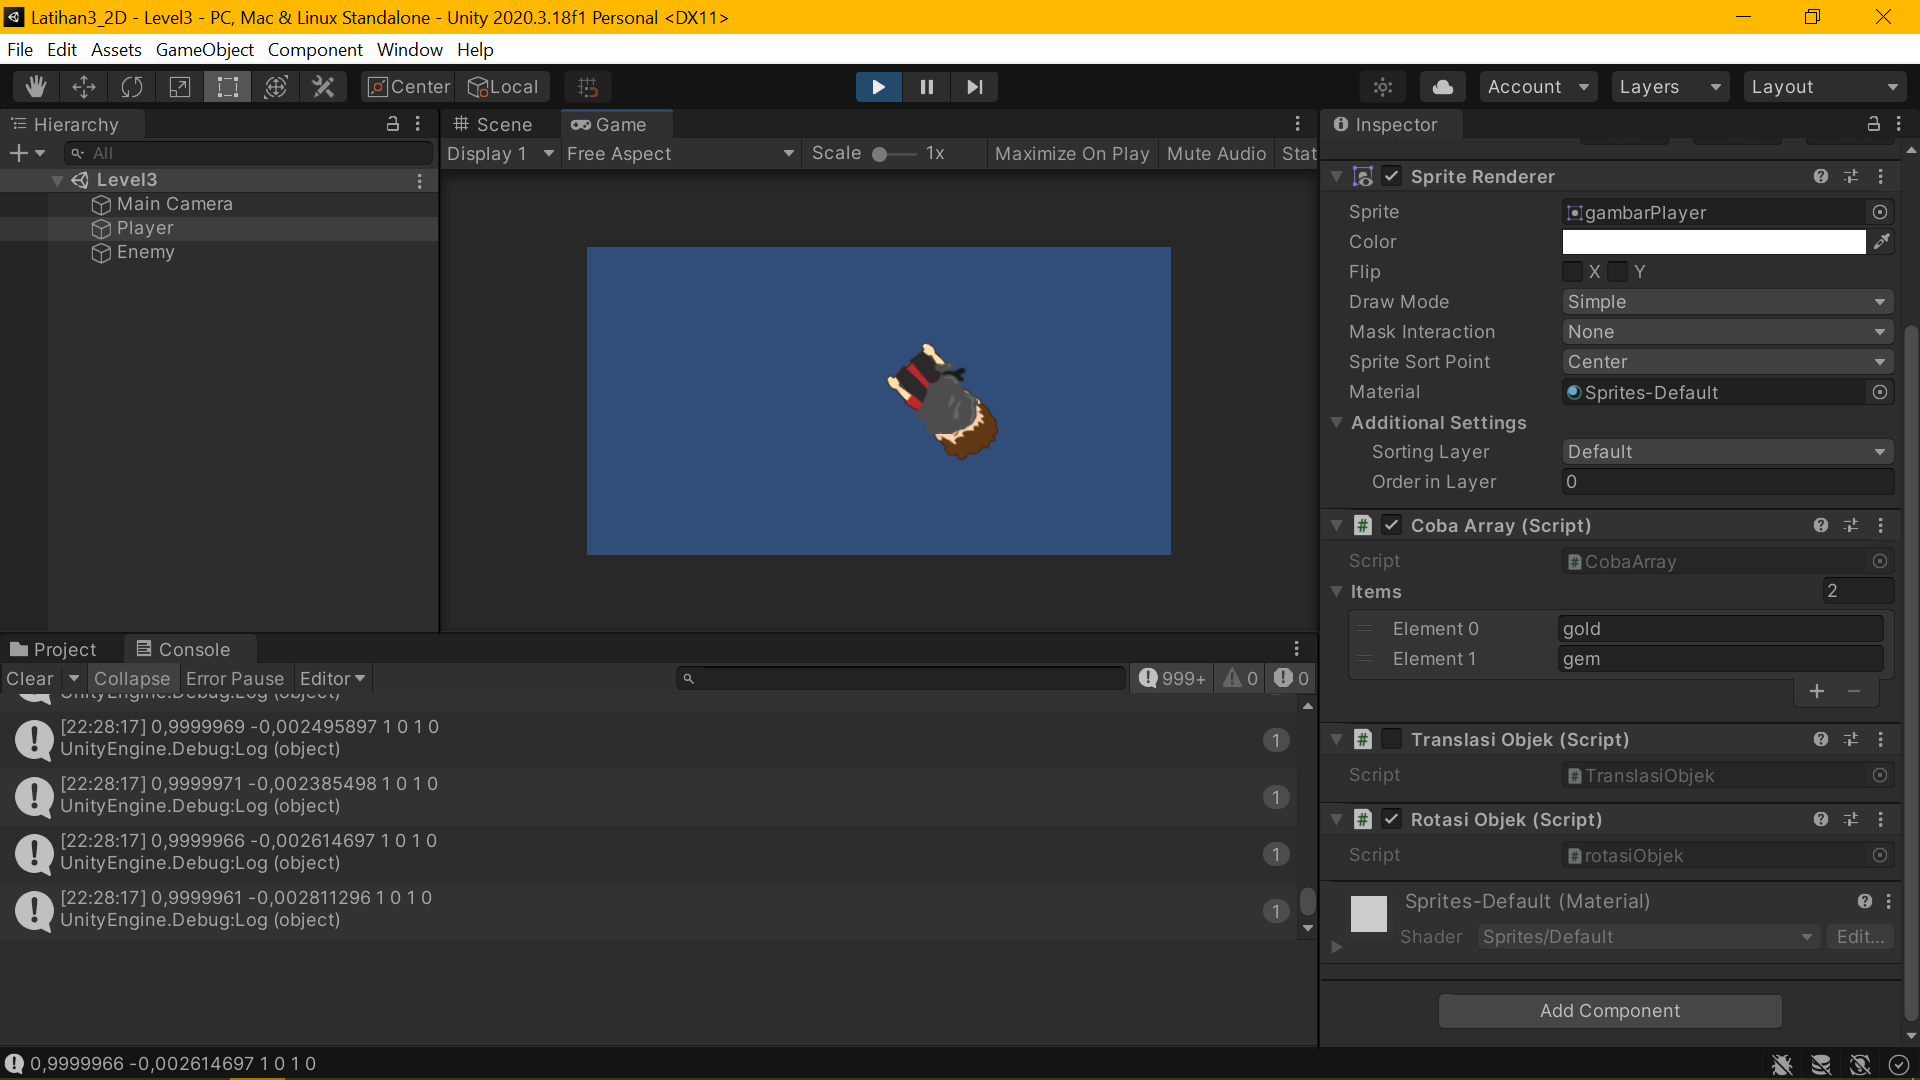 Latihan3_2D - Level3 - PC, Mac & Linux Standalone - Unity 2020.3.18f1 Personal <DX11>
File Edit Assets GameObject Component Window Help
Center Local Account Layers Layout
Hierarchy
All
Level3
Main Camera
Player
Enemy
Scene Game
Display 1 Free Aspect Scale 1x Maximize On Play Mute Audio Stat
Project Console
Clear Collapse Error Pause Editor 999+ 0 0
UnityEngine.Debug:Log (object)
[22:28:17] 0,9999969 -0,002495897 1 0 1 0
UnityEngine.Debug:Log (object)
1
[22:28:17] 0,9999971 -0,002385498 1 0 1 0
UnityEngine.Debug:Log (object)
1
[22:28:17] 0,9999966 -0,002614697 1 0 1 0
UnityEngine.Debug:Log (object)
1
[22:28:17] 0,9999961 -0,002811296 1 0 1 0
UnityEngine.Debug:Log (object)
1
Inspector
Sprite Renderer
Sprite gambarPlayer
Color
Flip X Y
Draw Mode Simple
Mask Interaction None
Sprite Sort Point Center
Material Sprites-Default
Additional Settings
Sorting Layer Default
Order in Layer 0
# Coba Array (Script)
Script # CobaArray
Items 2
Element 0 gold
Element 1 gem
+ −
# Translasi Objek (Script)
Script # TranslasiObjek
# Rotasi Objek (Script)
Script # rotasiObjek
Sprites-Default (Material)
Shader Sprites/Default Edit...
Add Component
0,9999966 -0,002614697 1 0 1 0